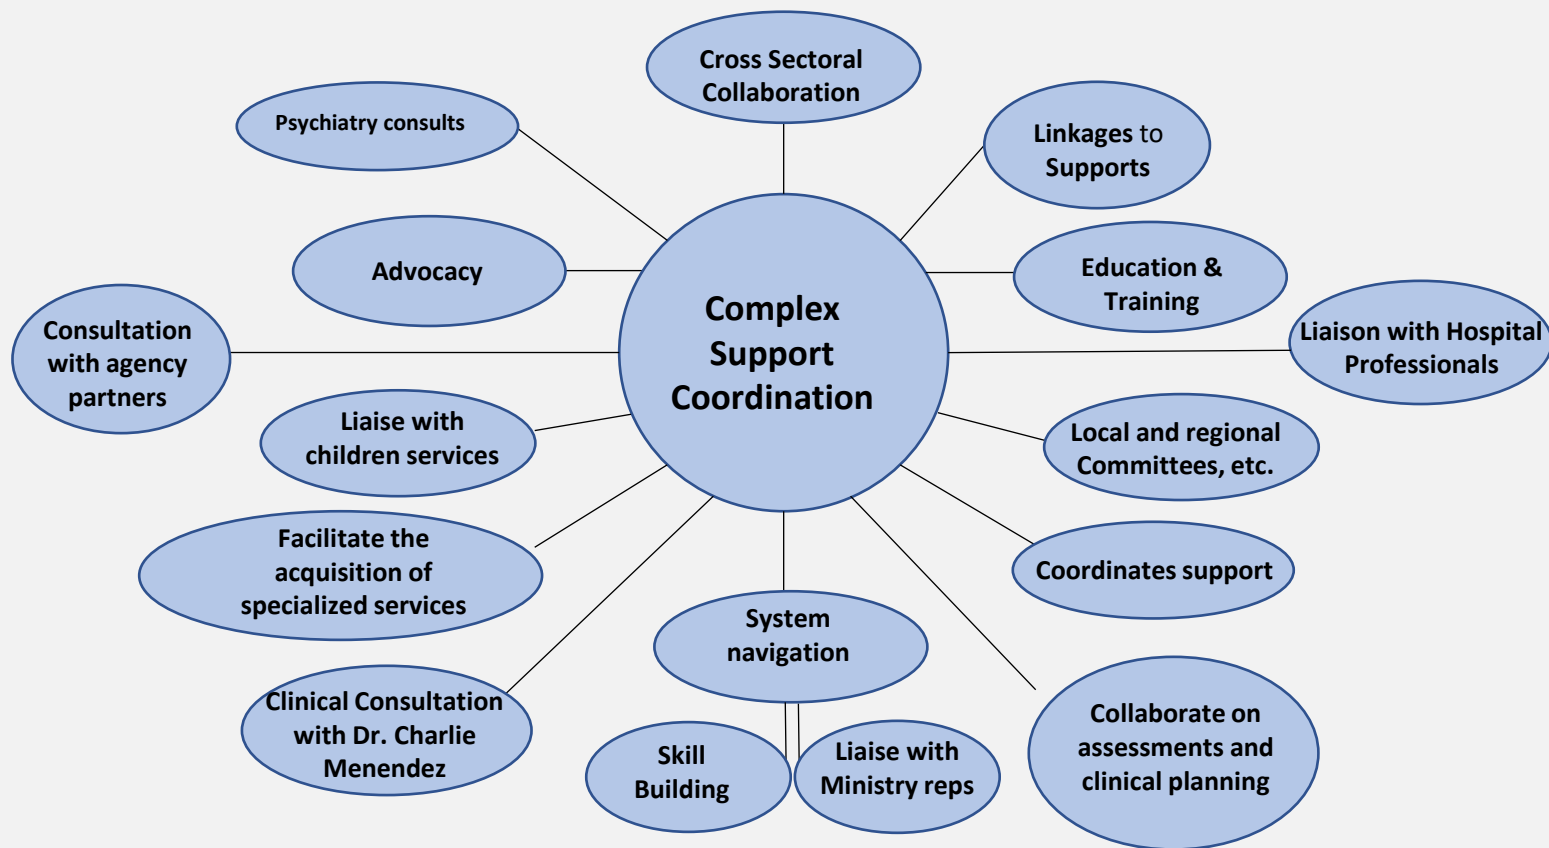 Cross Sectoral
Collaboration
Psychiatry consults
Linkages to
Supports
Advocacy
Education &
Training
Consultation
with agency
partners
Complex
Support
Coordination
Liaison with Hospital
Professionals
Liaise with
children services
Local and regional
Committees, etc.
Facilitate the
acquisition of
specialized services
Coordinates support
System
navigation
Clinical Consultation
with Dr. Charlie
Menendez
Skill
Building
Liaise with
Ministry reps
Collaborate on
assessments and
clinical planning